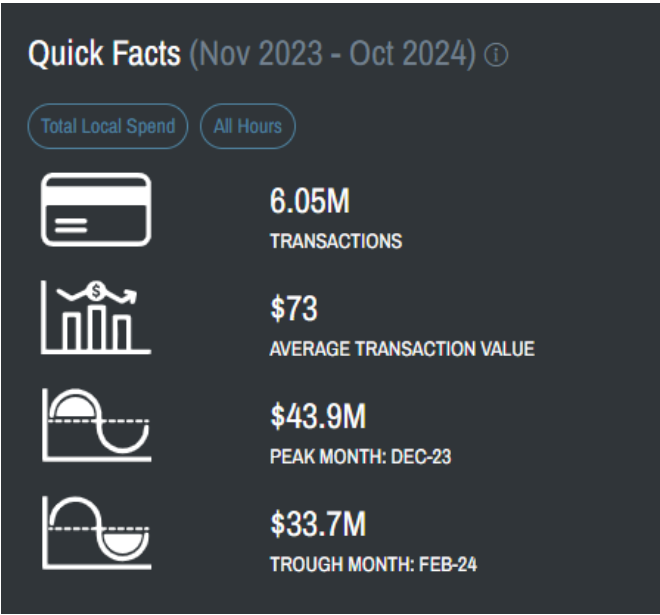 Quick Facts (Nov 2023 - Oct 2024)
Total Local Spend
All Hours
6.05M
TRANSACTIONS
$73
AVERAGE TRANSACTION VALUE
$43.9M
PEAK MONTH: DEC-23
$33.7M
TROUGH MONTH: FEB-24